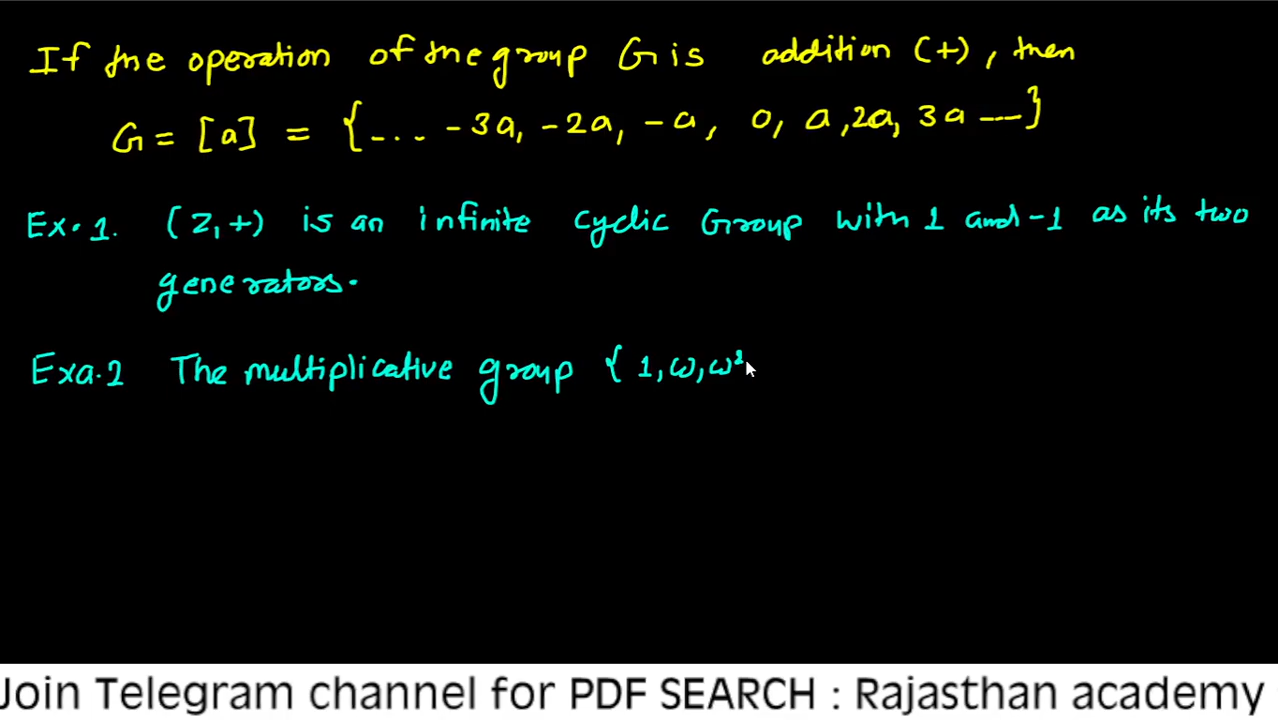 If the operation of the group G is addition (+), then
G = [a] = {... -3a, -2a, -a, 0, a, 2a, 3a ---}
Ex. 1. (Z, +) is an infinite cyclic Group with 1 and -1 as its two
generators.
Exa. 2 The multiplicative group { 1, ω, ω²
Join Telegram channel for PDF SEARCH : Rajasthan academy